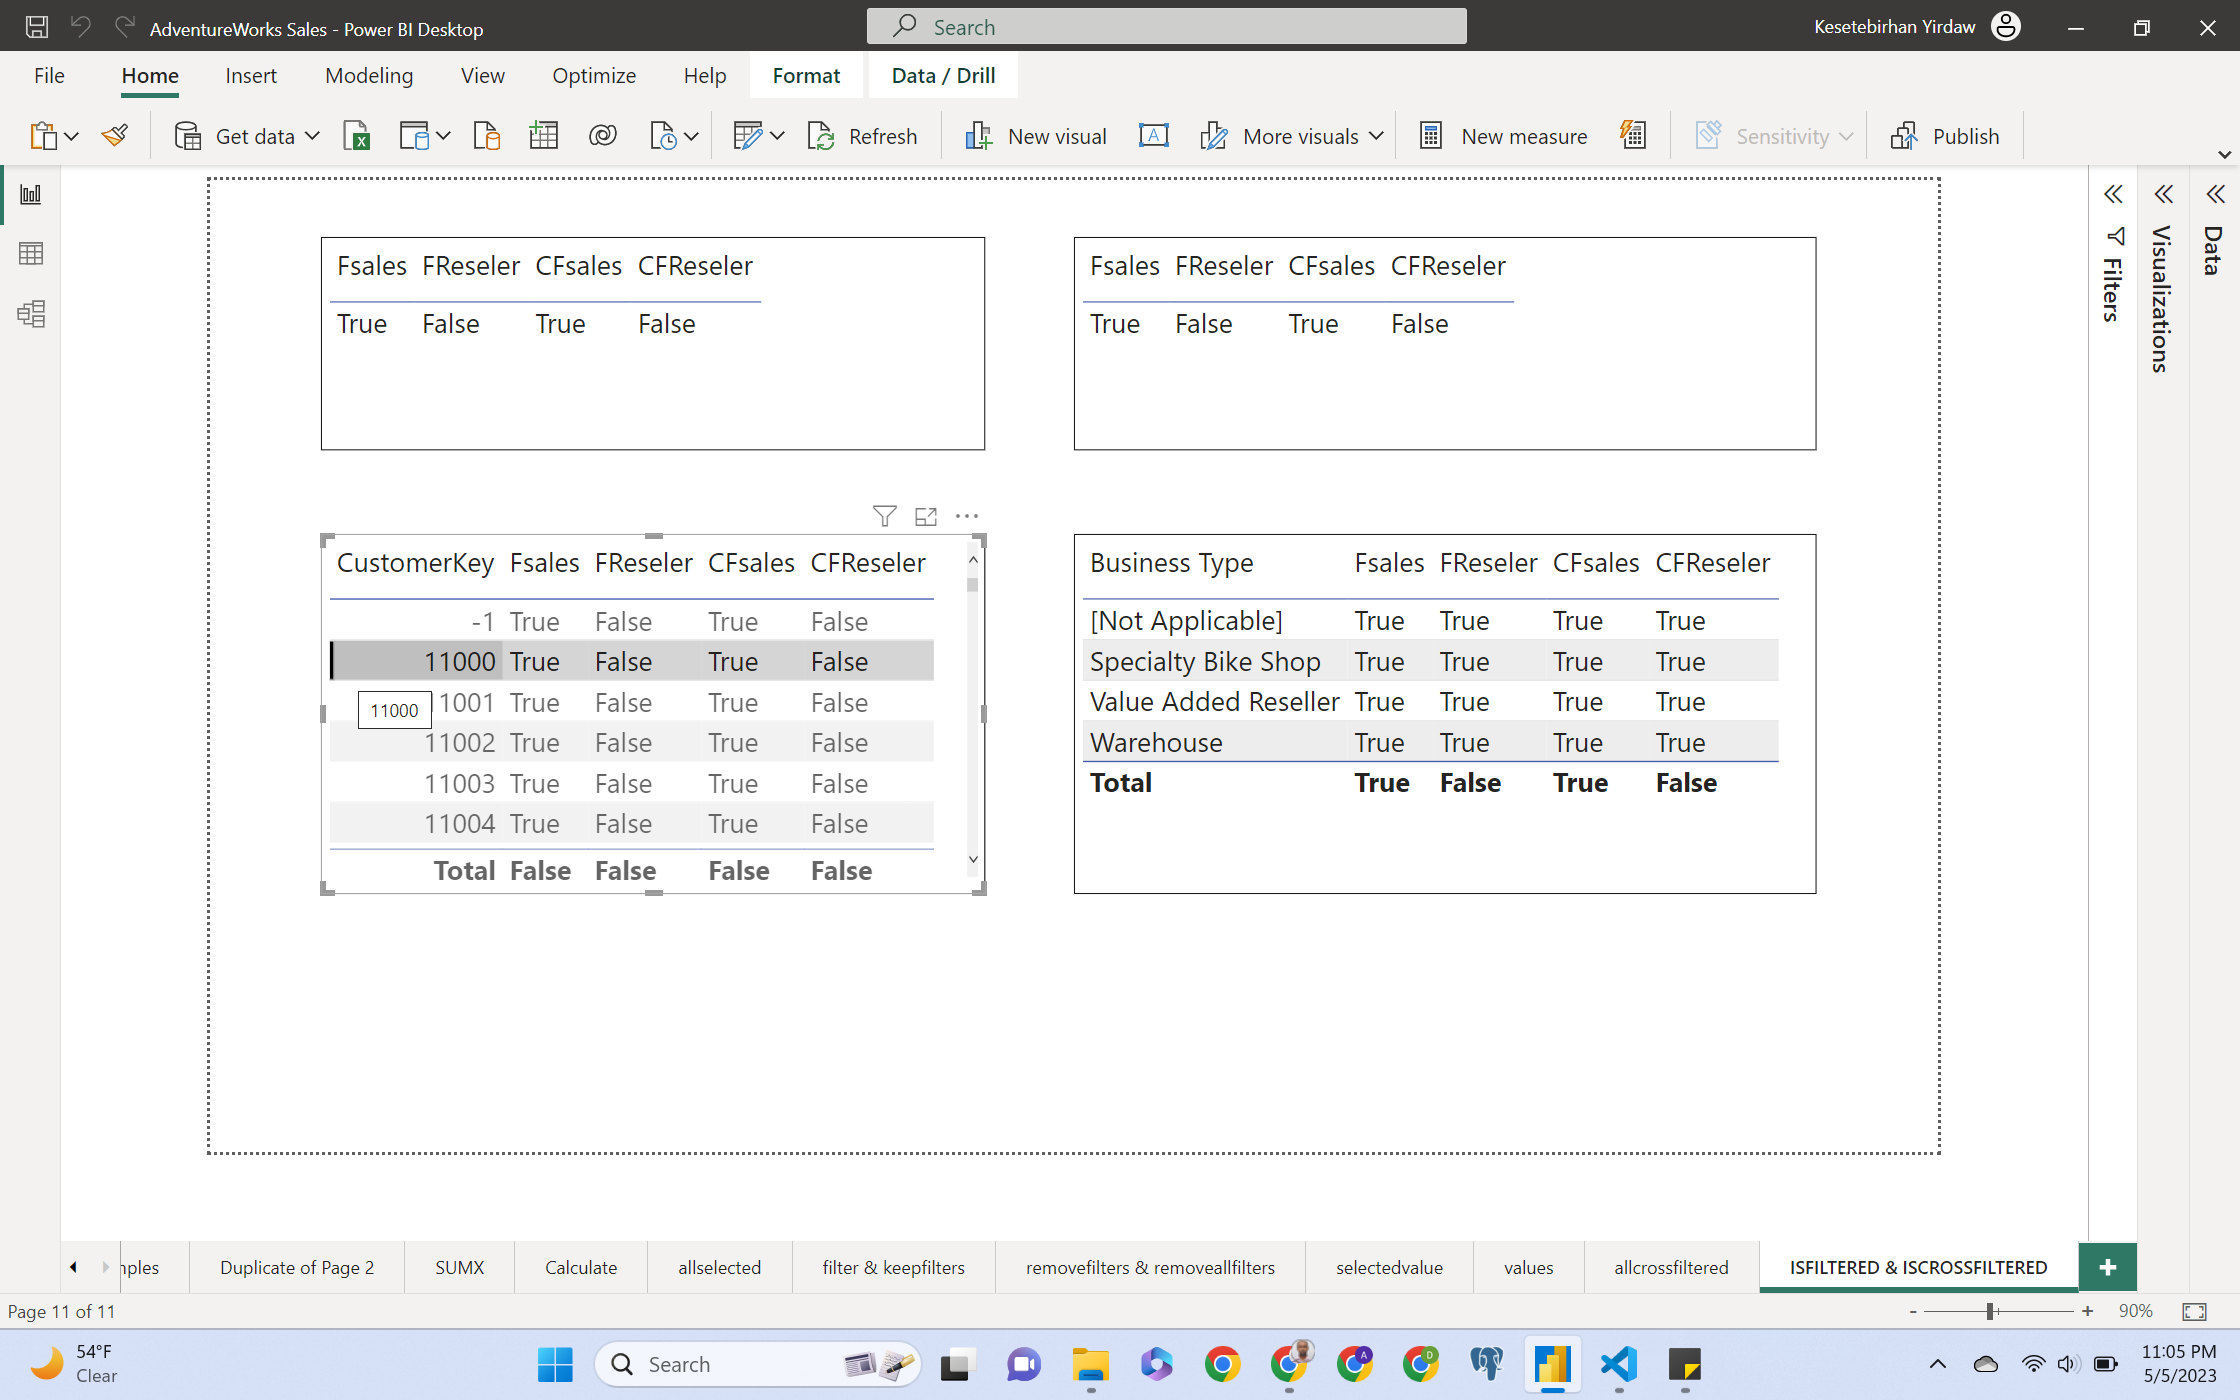 AdventureWorks Sales - Power BI Desktop
Search
Kesetebirhan Yirdaw
File Home Insert Modeling View Optimize Help Format Data / Drill
Get data Refresh New visual A More visuals New measure Sensitivity Publish
Filters
Visualizations
Data
Fsales FReseler CFsales CFReseler
True False True False
Fsales FReseler CFsales CFReseler
True False True False
CustomerKey Fsales FReseler CFsales CFReseler
-1 True False True False
11000 True False True False
1001 True False True False
11000
11002 True False True False
11003 True False True False
11004 True False True False
Total False False False False
Business Type Fsales FReseler CFsales CFReseler
[Not Applicable] True True True True
Specialty Bike Shop True True True True
Value Added Reseller True True True True
Warehouse True True True True
Total True False True False
ples Duplicate of Page 2 SUMX Calculate allselected filter & keepfilters removefilters & removeallfilters selectedvalue values allcrossfiltered ISFILTERED & ISCROSSFILTERED +
Page 11 of 11
- + 90%
54°F
Clear
Search
A
D
11:05 PM
5/5/2023